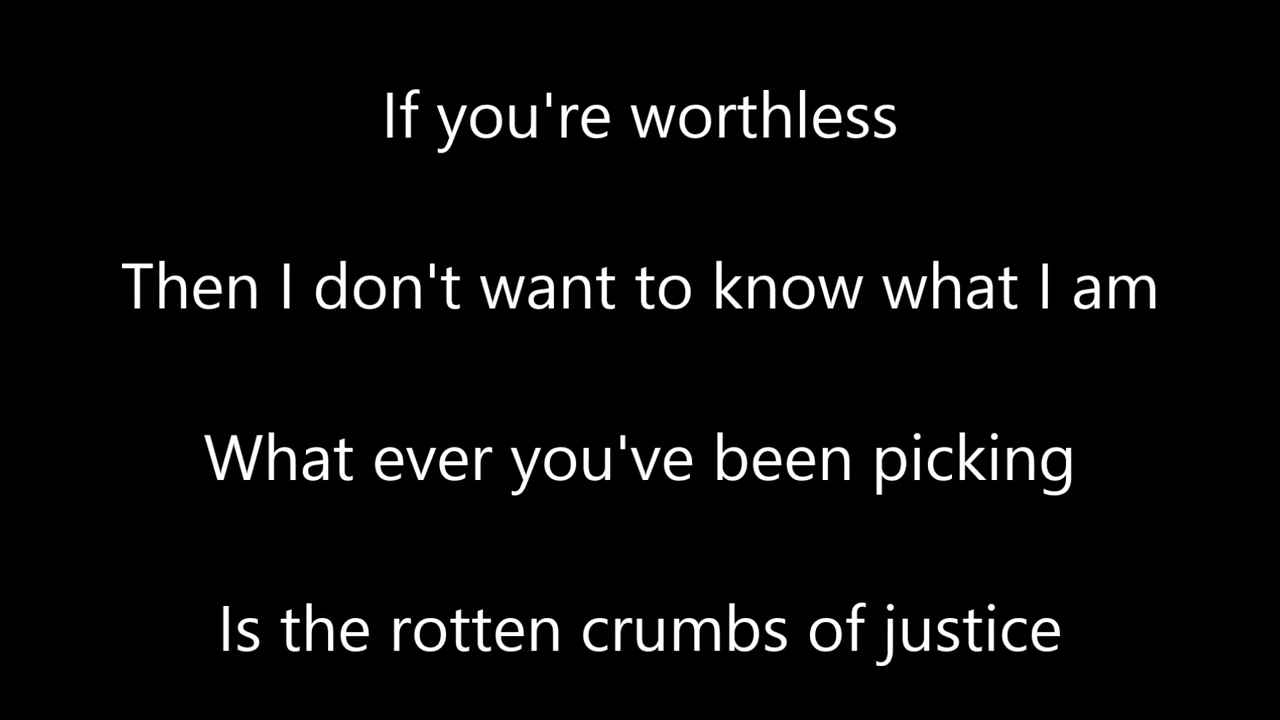 If you're worthless
Then I don't want to know what I am
What ever you've been picking
Is the rotten crumbs of justice